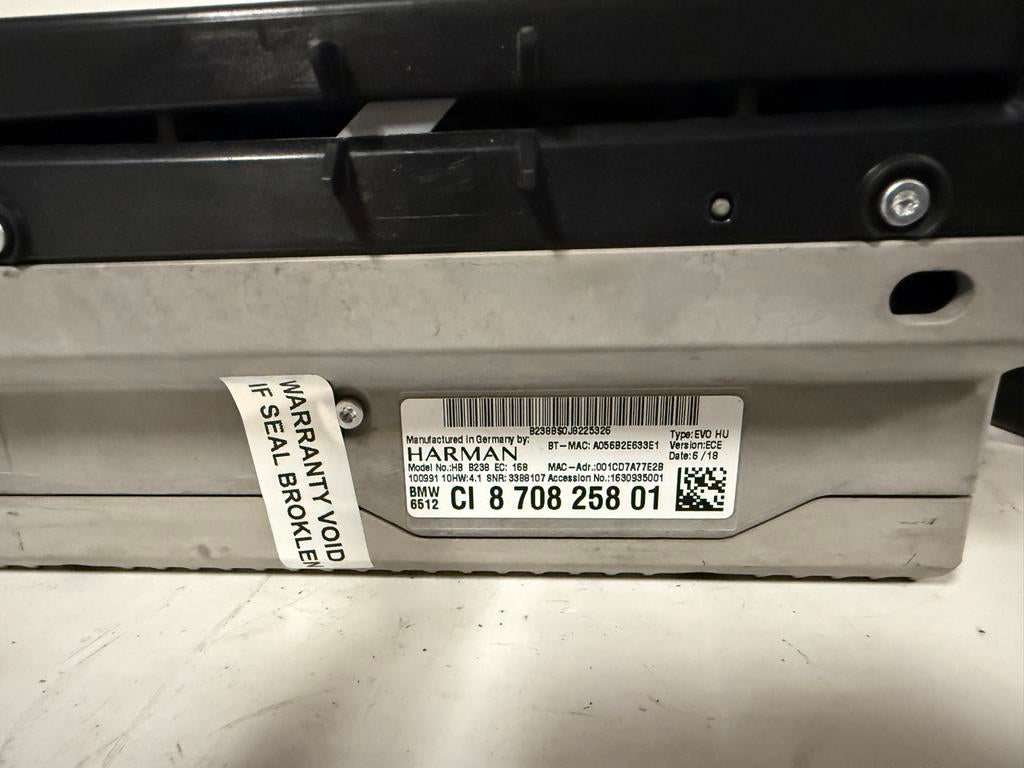 WARRANTY VOID
IF SEAL BROKLEN
B238BS0J8225326
Manufactured in Germany by:
HARMAN
BT-MAC: A056B2E633E1
Type:EVO HU
Version:ECE
Date:6 /18
Model No.:HB B238 EC: 168 MAC-Adr.:001CD7A77E2B
100991 10HW:4.1 SNR: 3388107 Accession No.:1630935001
BMW
6512
CI 8 708 258 01